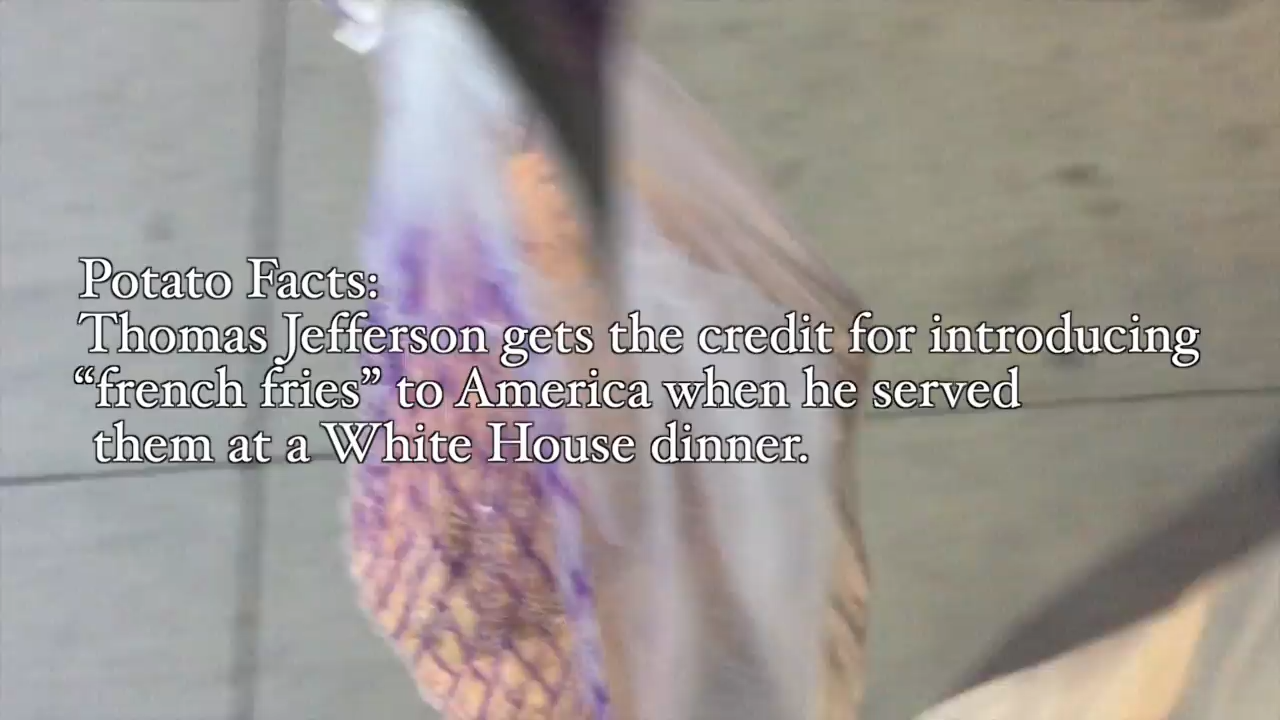 Potato Facts:
Thomas Jefferson gets the credit for introducing
“french fries” to America when he served
them at a White House dinner.